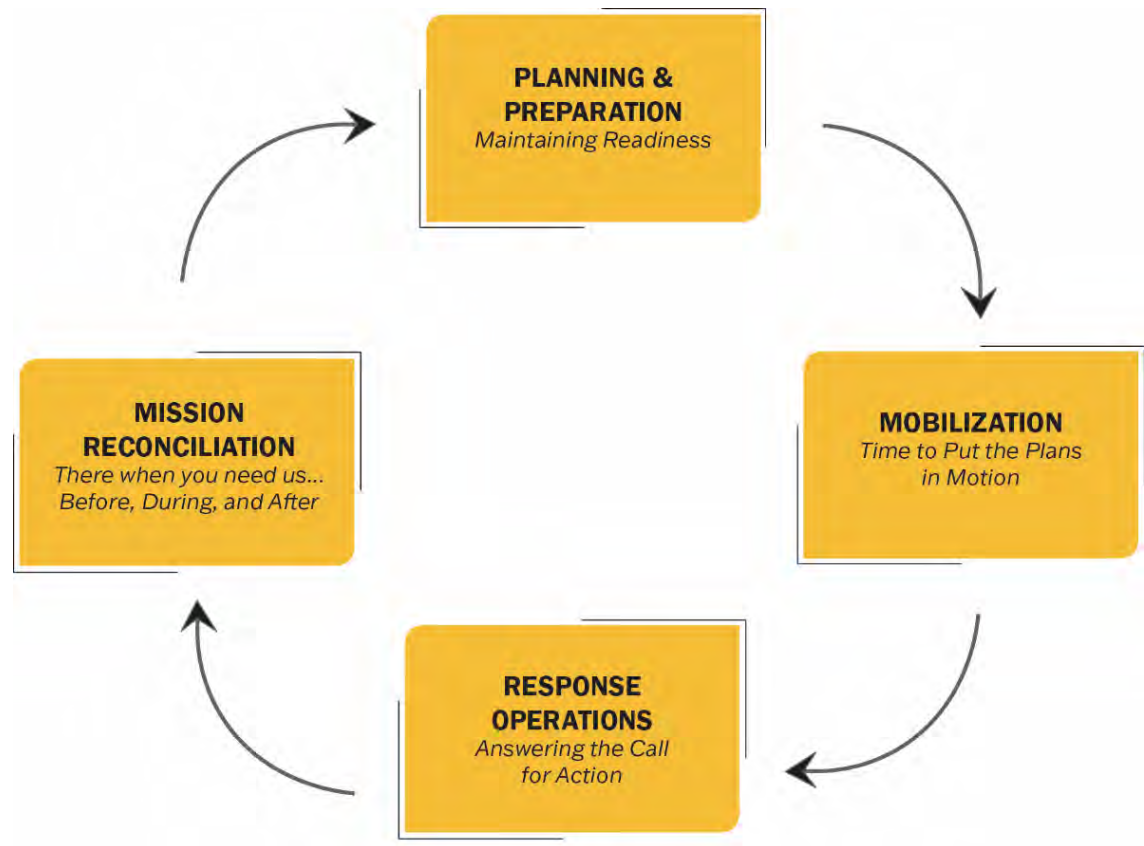 PLANNING &
PREPARATION
Maintaining Readiness
MOBILIZATION
Time to Put the Plans
in Motion
RESPONSE
OPERATIONS
Answering the Call
for Action
MISSION
RECONCILIATION
There when you need us...
Before, During, and After